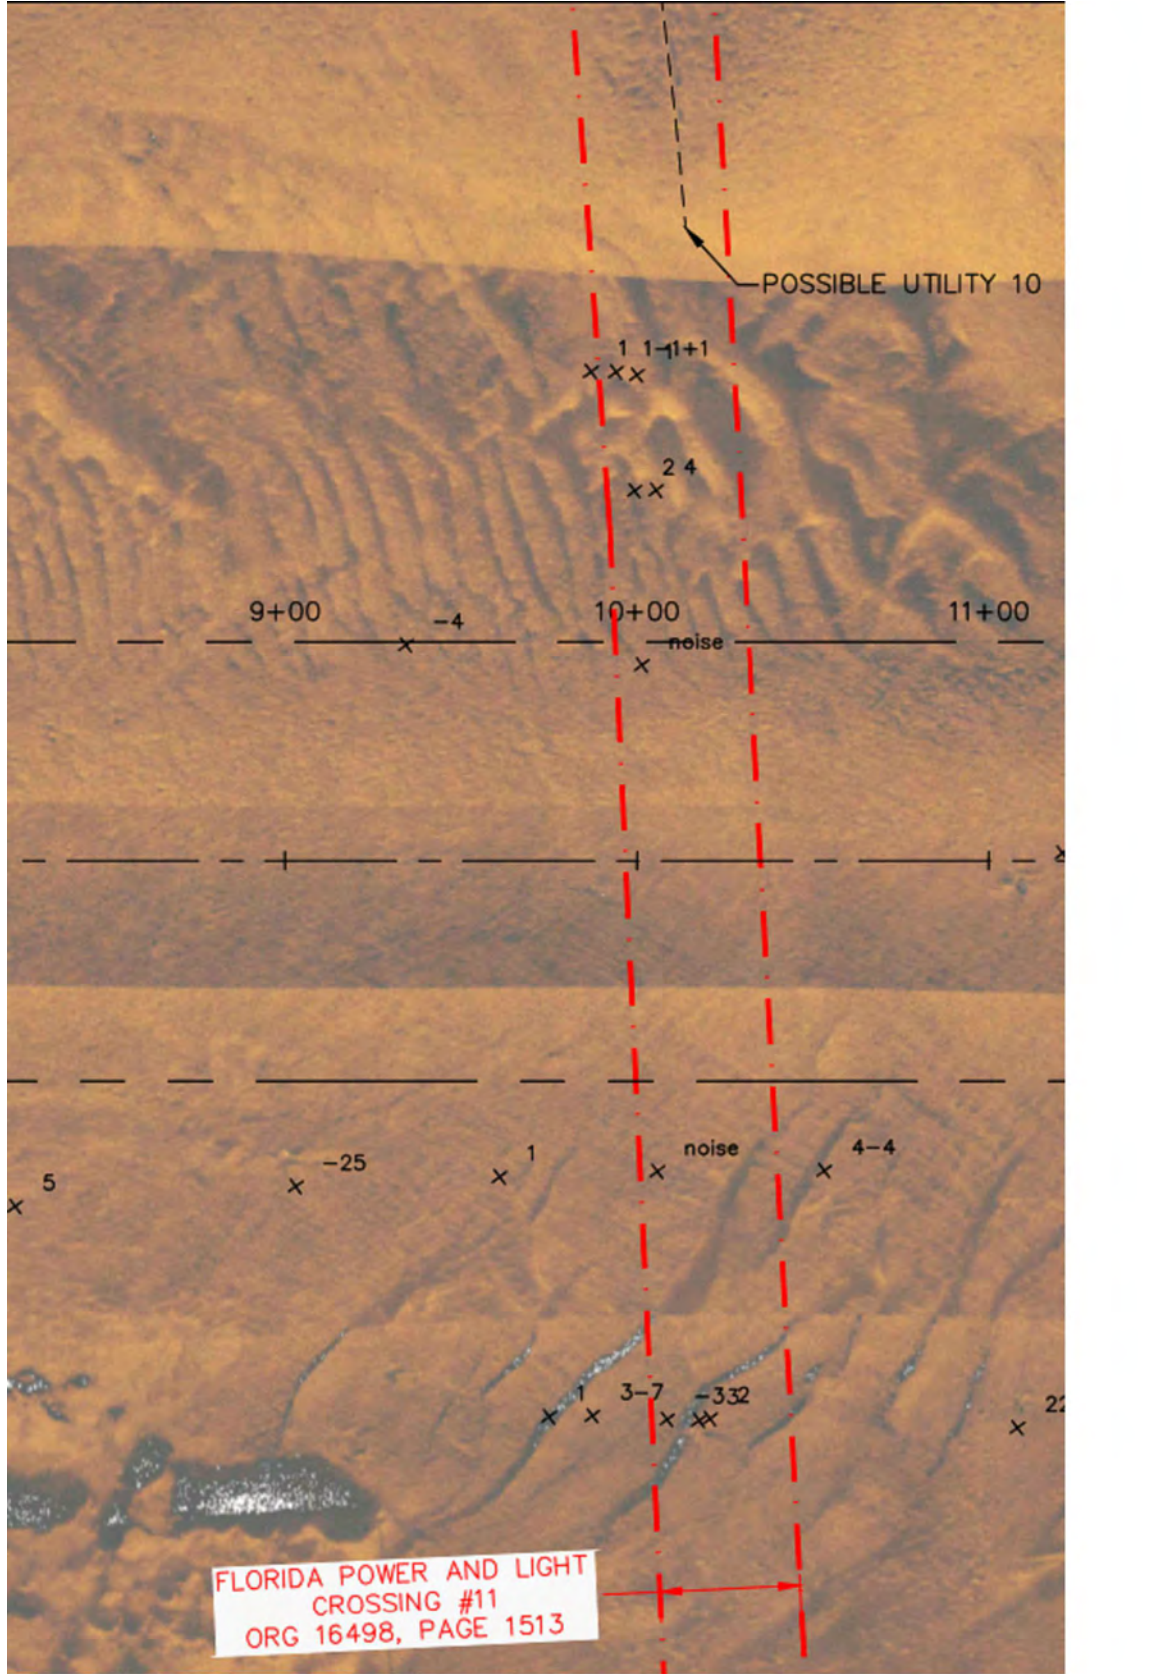 POSSIBLE UTILITY 10
1 1-1+1
2 4
9+00 10+00 11+00
-4
noise
noise
4-4
1
-25
5
1 3-7 -332
22
FLORIDA POWER AND LIGHT
CROSSING #11
ORG 16498, PAGE 1513